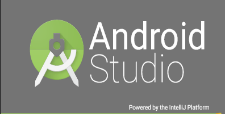 Android
Studio
Powered by the IntelliJ Platform